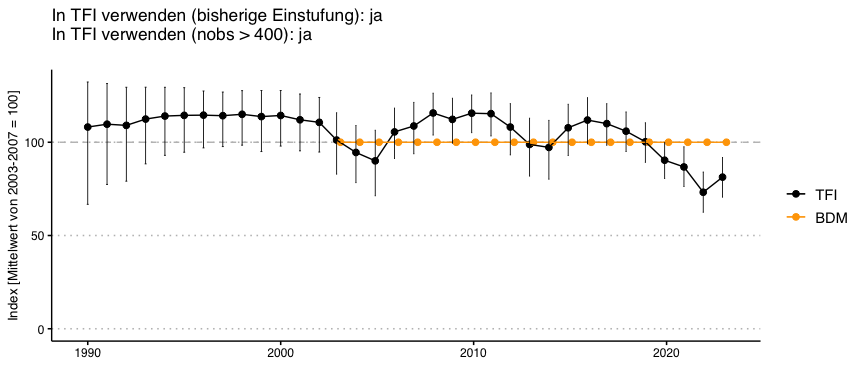 In TFI verwenden (bisherige Einstufung): ja
In TFI verwenden (nobs > 400): ja
Index [Mittelwert von 2003-2007 = 100]
100
50
0
1990
2000
2010
2020
TFI
BDM